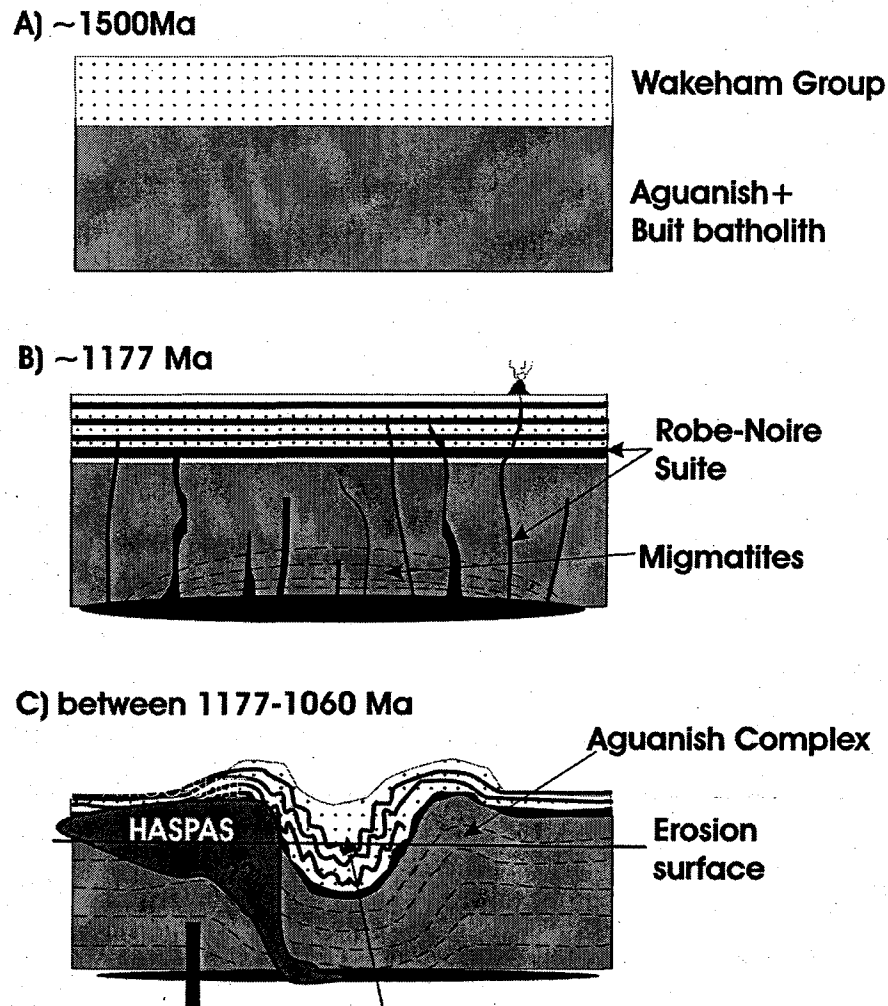 A) ~1500Ma
Wakeham Group
Aguanish+
Buit batholith
B) ~1177 Ma
Robe-Noire
Suite
Migmatites
C) between 1177-1060 Ma
Aguanish Complex
HASPAS
Erosion
surface